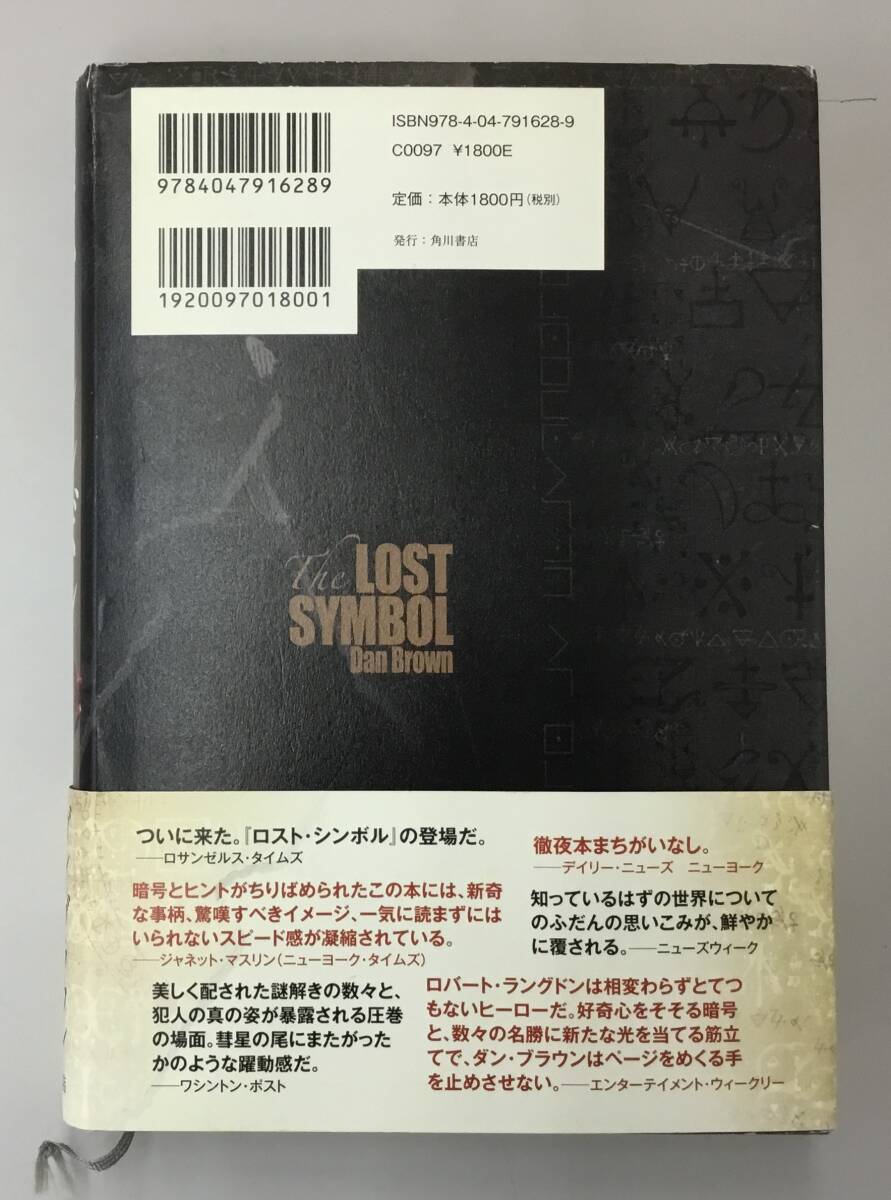 ISBN978-4-04-791628-9
C0097 ¥1800E
9784047916289
定価：本体1800円（税別）
発行：角川書店
1920097018001
The LOST
SYMBOL
Dan Brown
ついに来た。『ロスト・シンボル』の登場だ。
──ロサンゼルス・タイムズ
徹夜本まちがいなし。
──デイリー・ニューズ　ニューヨーク
暗号とヒントがちりばめられたこの本には、新奇
な事柄、驚嘆すべきイメージ、一気に読まずには
いられないスピード感が凝縮されている。
──ジャネット・マスリン（ニューヨーク・タイムズ）
知っているはずの世界について
のふだんの思いこみが、鮮やか
に覆される。──ニューズウィーク
美しく配された謎解きの数々と、
犯人の真の姿が暴露される圧巻
の場面。彗星の尾にまたがった
かのような躍動感だ。
──ワシントン・ポスト
ロバート・ラングドンは相変わらずとてつ
もないヒーローだ。好奇心をそそる暗号
と、数々の名勝に新たな光を当てる筋立
てで、ダン・ブラウンはページをめくる手
を止めさせない。──エンターテイメント・ウィークリー